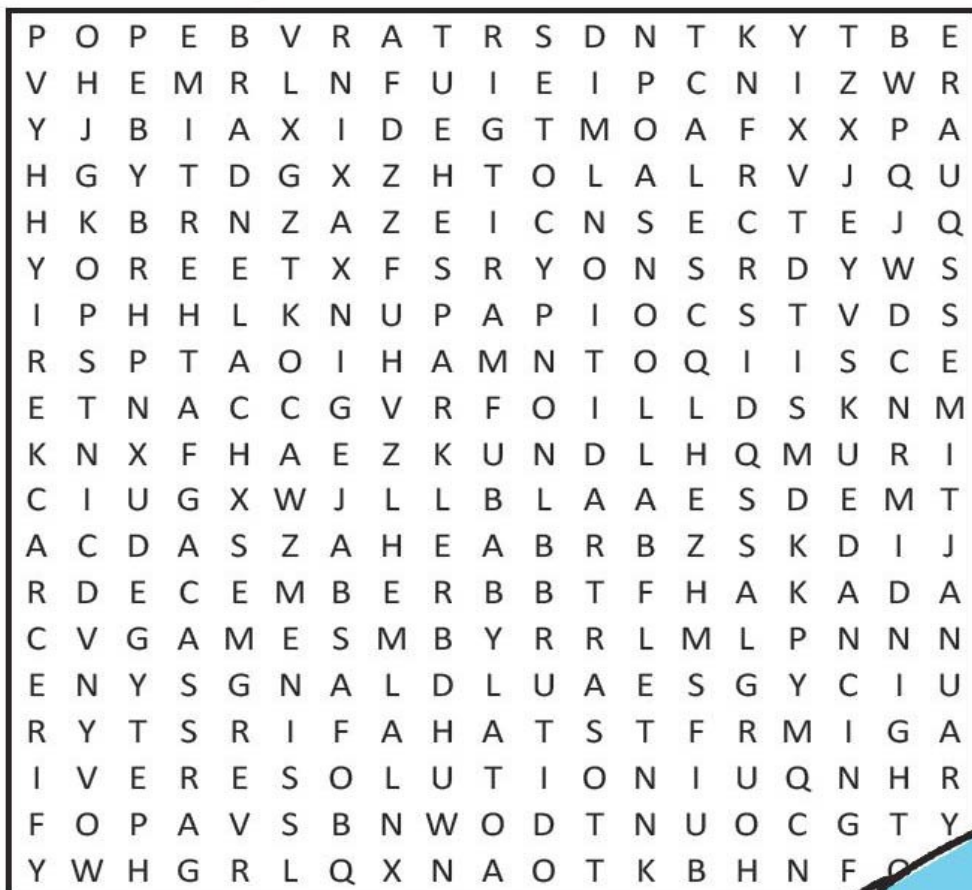 P O P E B V R A T R S D N T K Y T B E
V H E M R L N F U I E I P C N I Z W R
Y J B I A X I D E G T M O A F X X P A
H G Y T D G X Z H T O L A L R V J Q U
H K B R N Z A Z E I C N S E C T E J Q
Y O R E E T X F S R Y O N S R D Y W S
I P H H L K N U P A P I O C S T V D S
R S P T A O I H A M N T O Q I I S C E
E T N A C C G V R F O I L L D S K N M
K N X F H A E Z K U N D L H Q M U R I
C I U G X W J L L B L A A E S D E M T
A C D A S Z A H E A B R B Z S K D I J
R D E C E M B E R B B T F H A K A D A
C V G A M E S M B Y R R L M L P N N N
E N Y S G N A L D L U A E S G Y C I U
R Y T S R I F A H A T S T F R M I G A
I V E R E S O L U T I O N I U Q N H R
F O P A V S B N W O D T N U O C G T Y
Y W H G R L Q X N A O T K B H N F